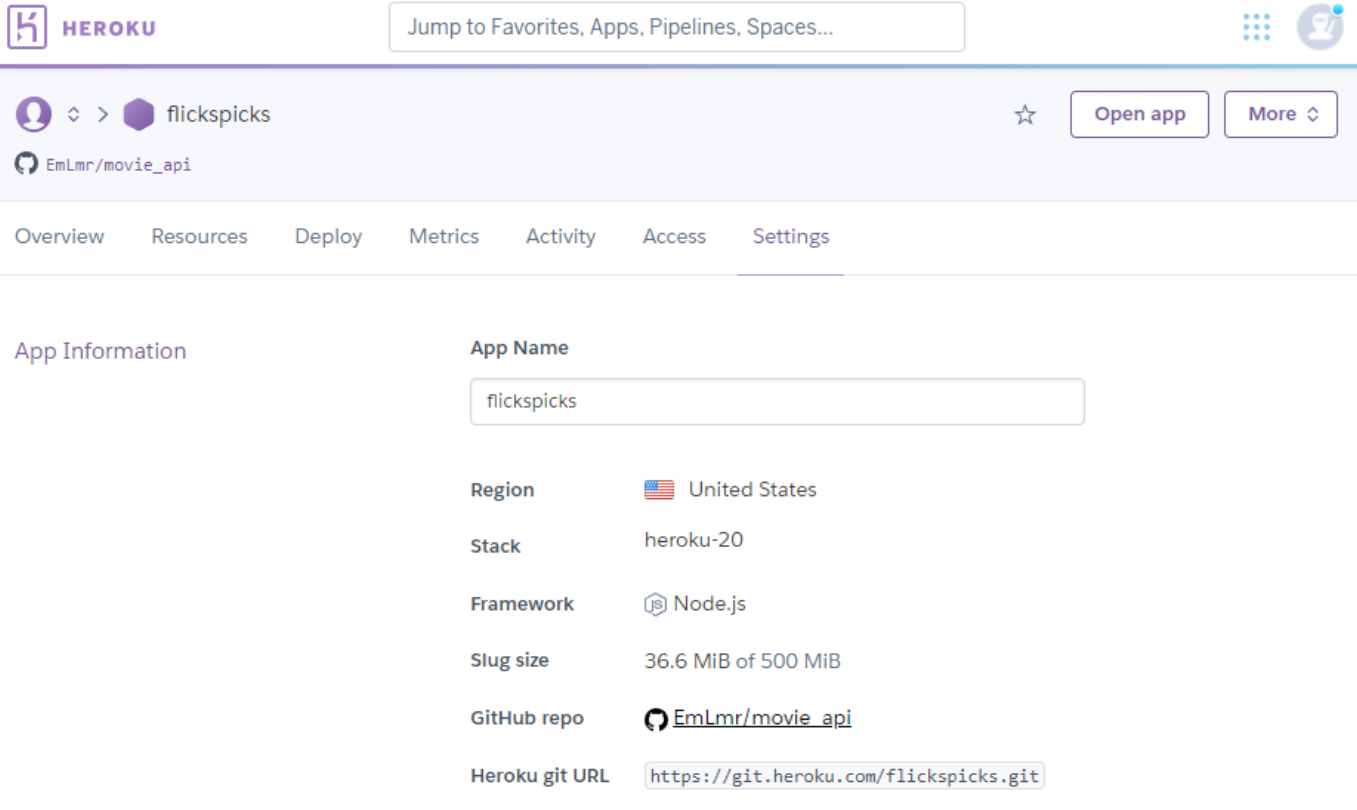 HEROKU
Jump to Favorites, Apps, Pipelines, Spaces...
flickspicks
Open app
More
EmLmr/movie_api
Overview Resources Deploy Metrics Activity Access Settings
App Information
App Name
flickspicks
Region United States
Stack heroku-20
Framework Node.js
Slug size 36.6 MiB of 500 MiB
GitHub repo EmLmr/movie_api
Heroku git URL https://git.heroku.com/flickspicks.git